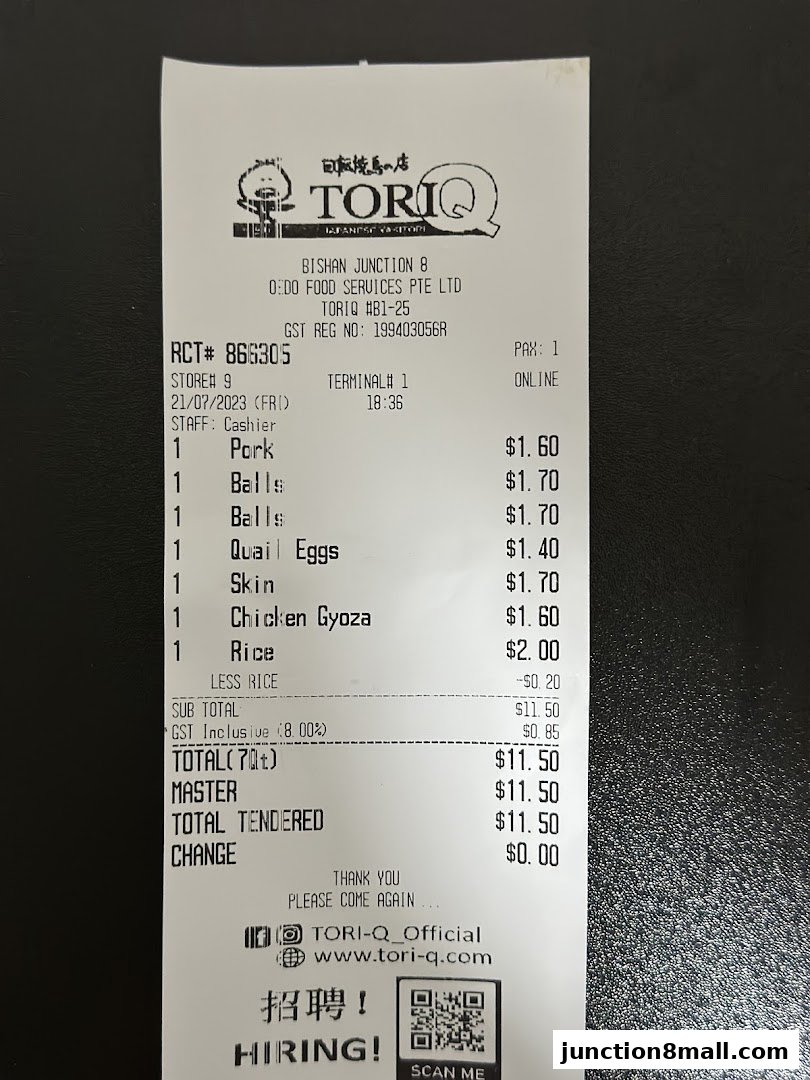 回転焼鳥の店
TORIQ
JAPANESE YAKITORI
BISHAN JUNCTION 8
OEDO FOOD SERVICES PTE LTD
TORIQ #B1-25
GST REG NO: 199403056R
RCT# 866305 PAX: 1
STORE# 9 TERMINAL# 1 ONLINE
21/07/2023 (FRI) 18:36
STAFF: Cashier
1 Pork $1.60
1 Balls $1.70
1 Balls $1.70
1 Quail Eggs $1.40
1 Skin $1.70
1 Chicken Gyoza $1.60
1 Rice $2.00
LESS RICE -$0.20
SUB TOTAL $11.50
GST Inclusive (8.00%) $0.85
TOTAL(7Qt) $11.50
MASTER $11.50
TOTAL TENDERED $11.50
CHANGE $0.00
THANK YOU
PLEASE COME AGAIN ...
TORI-Q_Official
www.tori-q.com
招聘!
HIRING!
SCAN ME
junction8mall.com